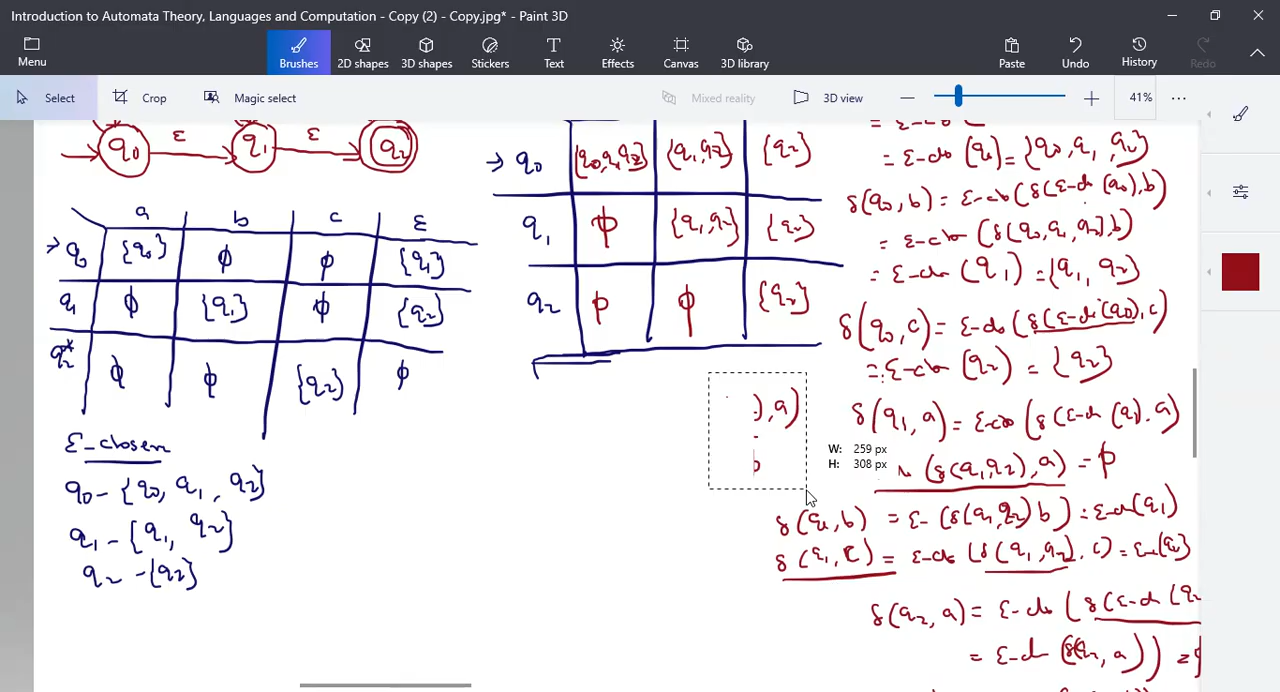 Introduction to Automata Theory, Languages and Computation - Copy (2) - Copy.jpg* - Paint 3D
Menu Brushes 2D shapes 3D shapes Stickers Text Effects Canvas 3D library Paste Undo History Redo
Select Crop Magic select Mixed reality 3D view 41%
q0 ε q1 ε q2
a b c ε
→ q0 {q0} ϕ ϕ {q1}
q1 ϕ {q1} ϕ {q2}
q2* ϕ ϕ {q2} ϕ
ε-closen
q0 - {q0, q1, q2}
q1 - {q1, q2}
q2 - {q2}
→ q0 {q0,q1,q2} {q1,q2} {q2}
q1 ϕ {q1,q2} {q2}
q2 ϕ ϕ {q2}
), a)
W: 259 px
H: 308 px
= ε-clo (q0) = {q0, q1, q2}
δ(q0, b) = ε-clo (δ(ε-clo (q0), b)
= ε-clo (δ(q0, q1, q2), b)
= ε-clo (q1) = {q1, q2}
δ(q0, c) = ε-clo (δ(ε-clo (q0), c)
= ε-clo (q2) = {q2}
δ(q1, a) = ε-clo (δ(ε-clo (q1). a)
(δ(q1,q2), a) = ϕ
δ(q1, b) = ε- (δ(q1,q2) b) = ε-clo(q1)
δ(q1, c) = ε-clo (δ(q1,q2). c) = ε-(q2)
δ(q2, a) = ε-clo (δ(ε-clo (q2
= ε-clo (δ(q2, a)) =